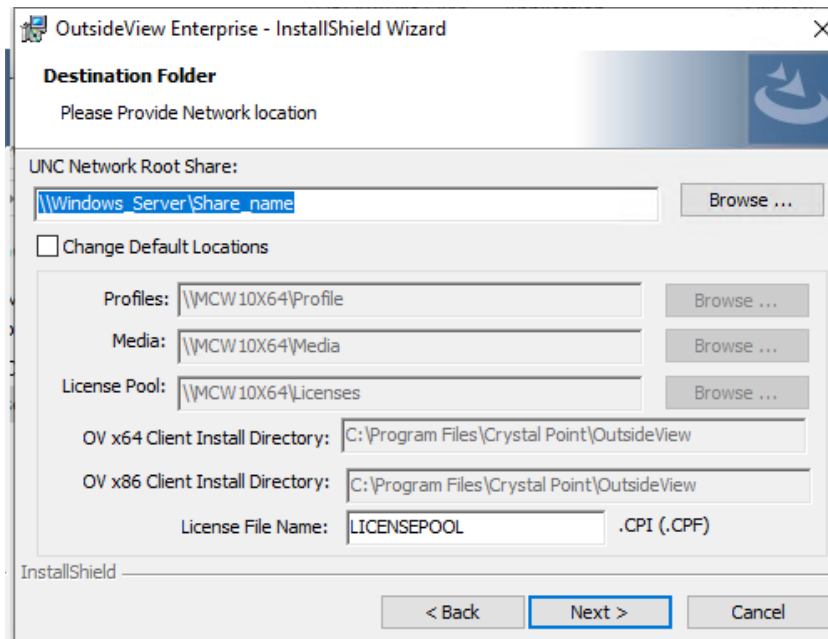 OutsideView Enterprise - InstallShield Wizard
Destination Folder
Please Provide Network location
UNC Network Root Share:
\\Windows_Server\Share_name
Browse ...
Change Default Locations
Profiles: \\MCW10X64\Profile Browse ...
Media: \\MCW10X64\Media Browse ...
License Pool: \\MCW10X64\Licenses Browse ...
OV x64 Client Install Directory: C:\Program Files\Crystal Point\OutsideView
OV x86 Client Install Directory: C:\Program Files\Crystal Point\OutsideView
License File Name: LICENSEPOOL .CPI (.CPF)
InstallShield
< Back Next > Cancel